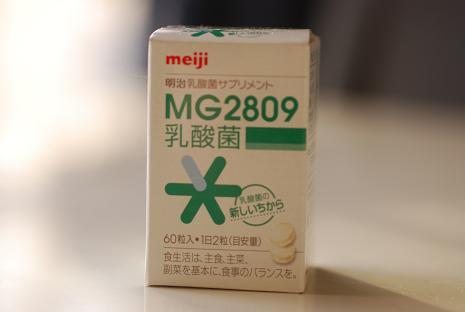 meiji
明治乳酸菌サプリメント
MG2809
乳酸菌
乳酸菌の
新しいちから
60粒入•1日2粒(目安量)
食生活は、主食、主菜、
副菜を基本に、食事のバランスを。